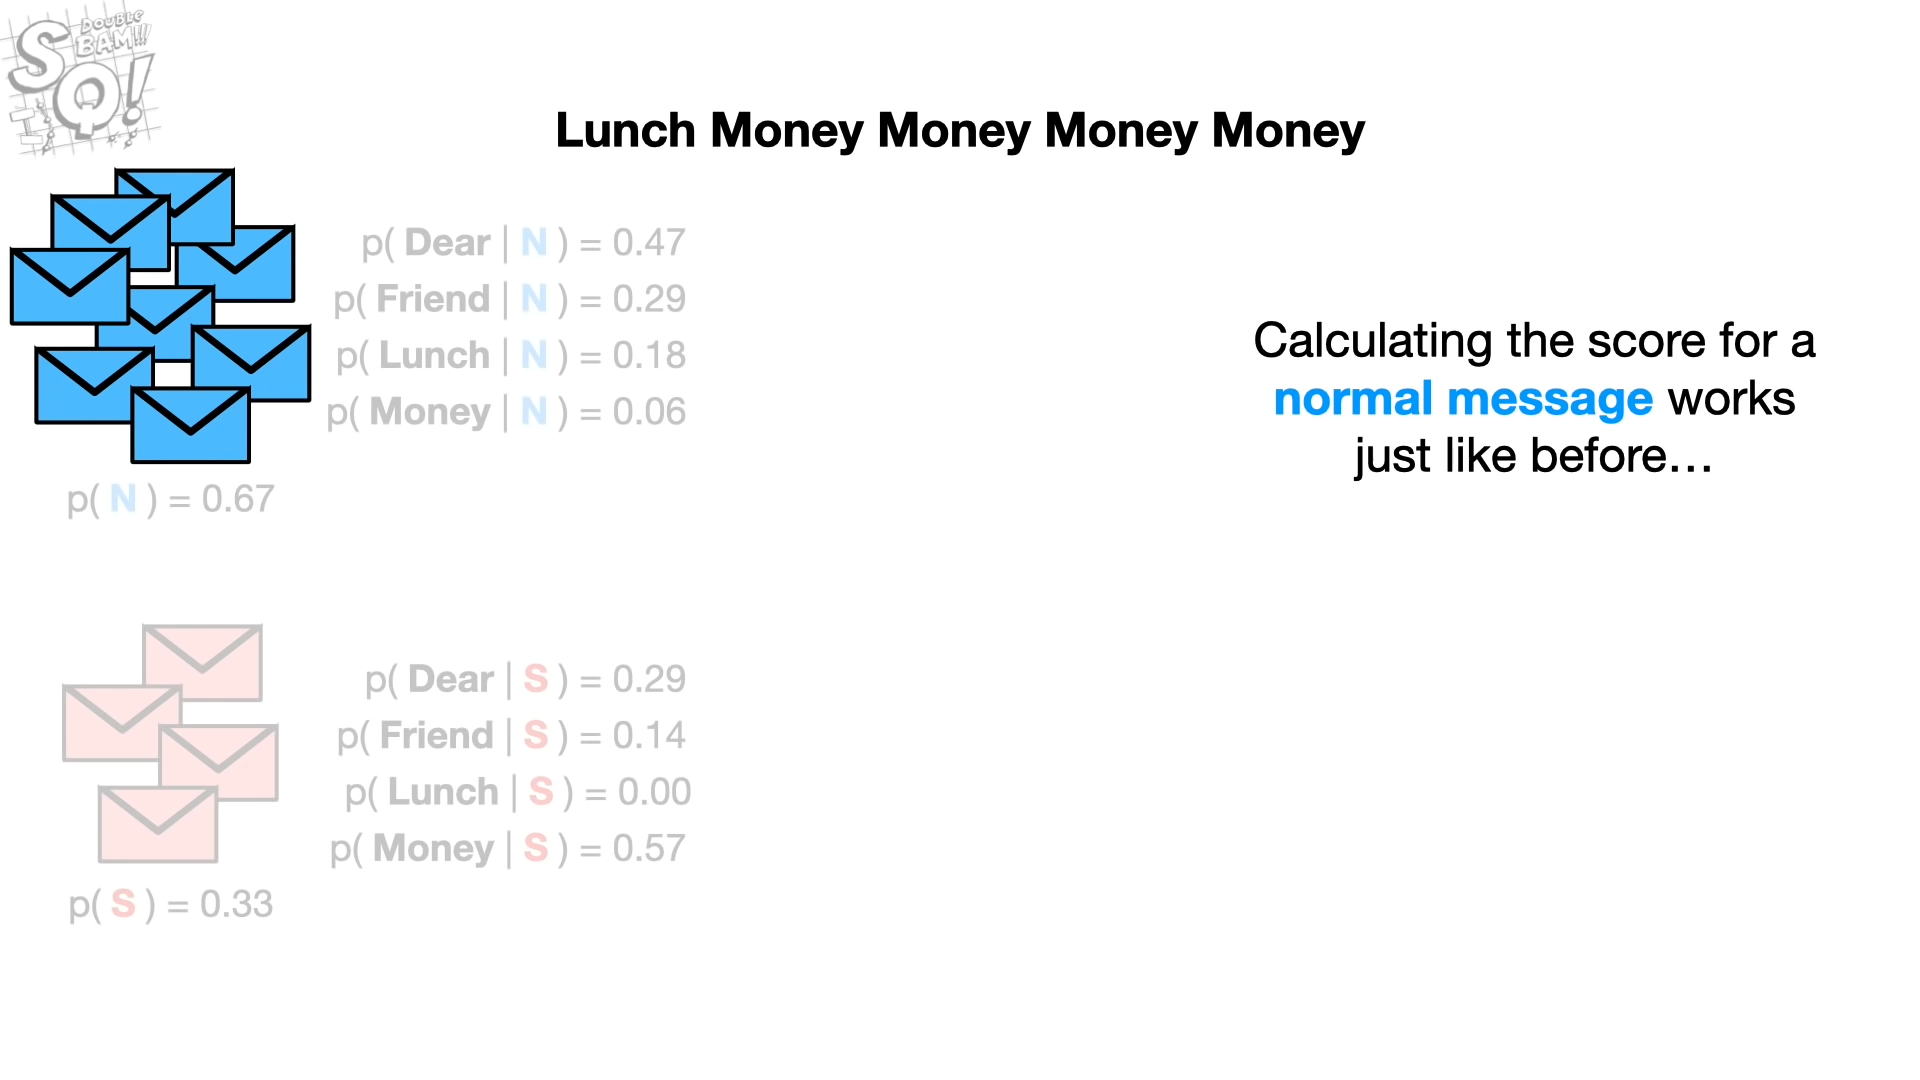 SQ!
DOUBLE
BAM!!!
Lunch Money Money Money Money
p( Dear | N ) = 0.47
p( Friend | N ) = 0.29
p( Lunch | N ) = 0.18
p( Money | N ) = 0.06
p( N ) = 0.67
Calculating the score for a
normal message works
just like before…
p( Dear | S ) = 0.29
p( Friend | S ) = 0.14
p( Lunch | S ) = 0.00
p( Money | S ) = 0.57
p( S ) = 0.33